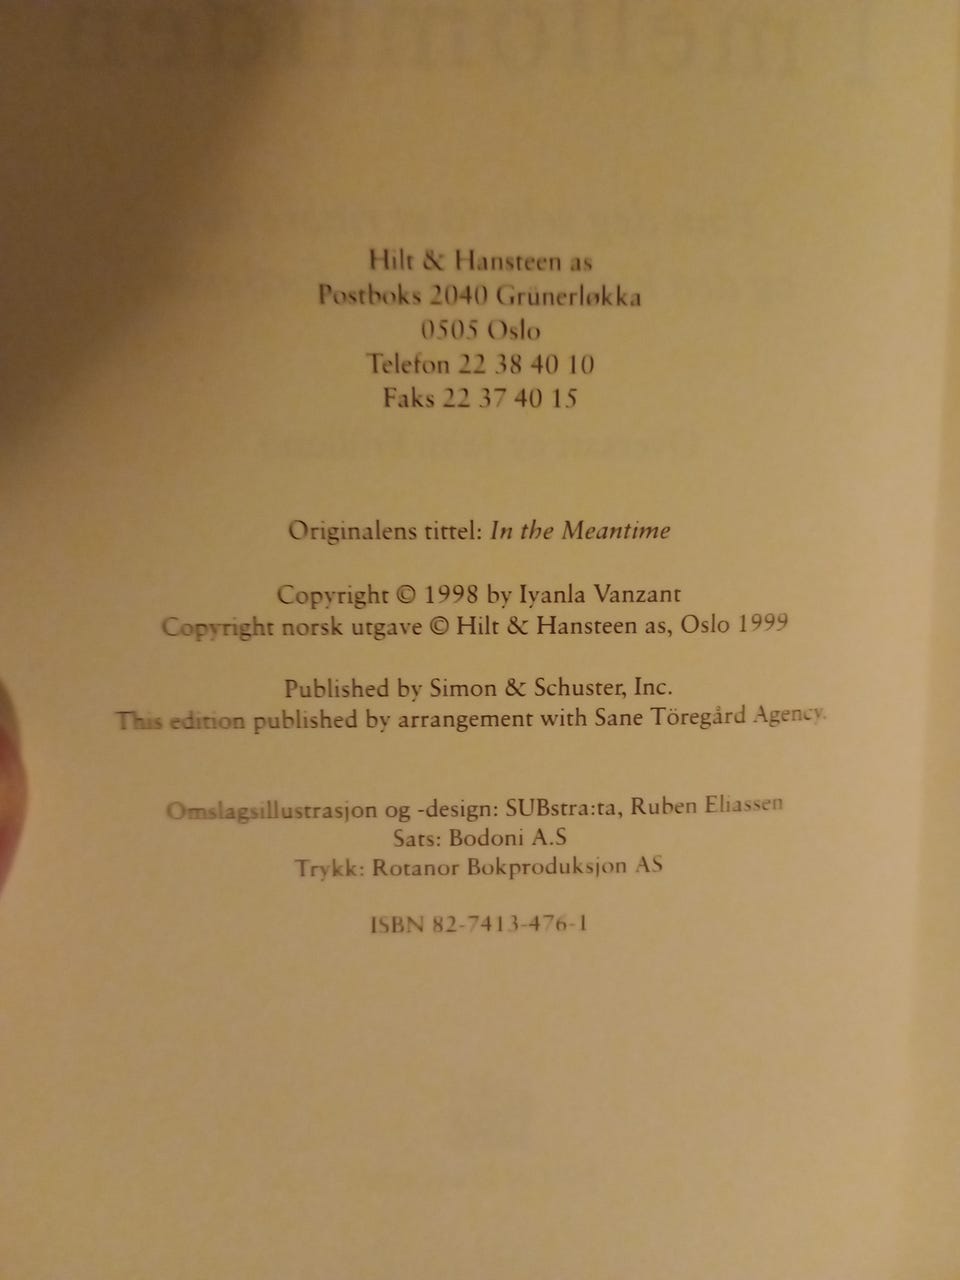 Hilt & Hansteen as
Postboks 2040 Grünerløkka
0505 Oslo
Telefon 22 38 40 10
Faks 22 37 40 15
Originalens tittel: In the Meantime
Copyright © 1998 by Iyanla Vanzant
Copyright norsk utgave © Hilt & Hansteen as, Oslo 1999
Published by Simon & Schuster, Inc.
This edition published by arrangement with Sane Töregård Agency.
Omslagsillustrasjon og -design: SUBstra:ta, Ruben Eliassen
Sats: Bodoni A.S
Trykk: Rotanor Bokproduksjon AS
ISBN 82-7413-476-1